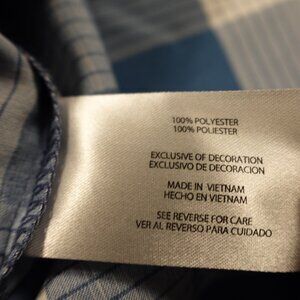 100% POLYESTER
100% POLIESTER
EXCLUSIVE OF DECORATION
EXCLUSIVO DE DECORACION
MADE IN VIETNAM
HECHO EN VIETNAM
SEE REVERSE FOR CARE
VER AL REVERSO PARA CUIDADO